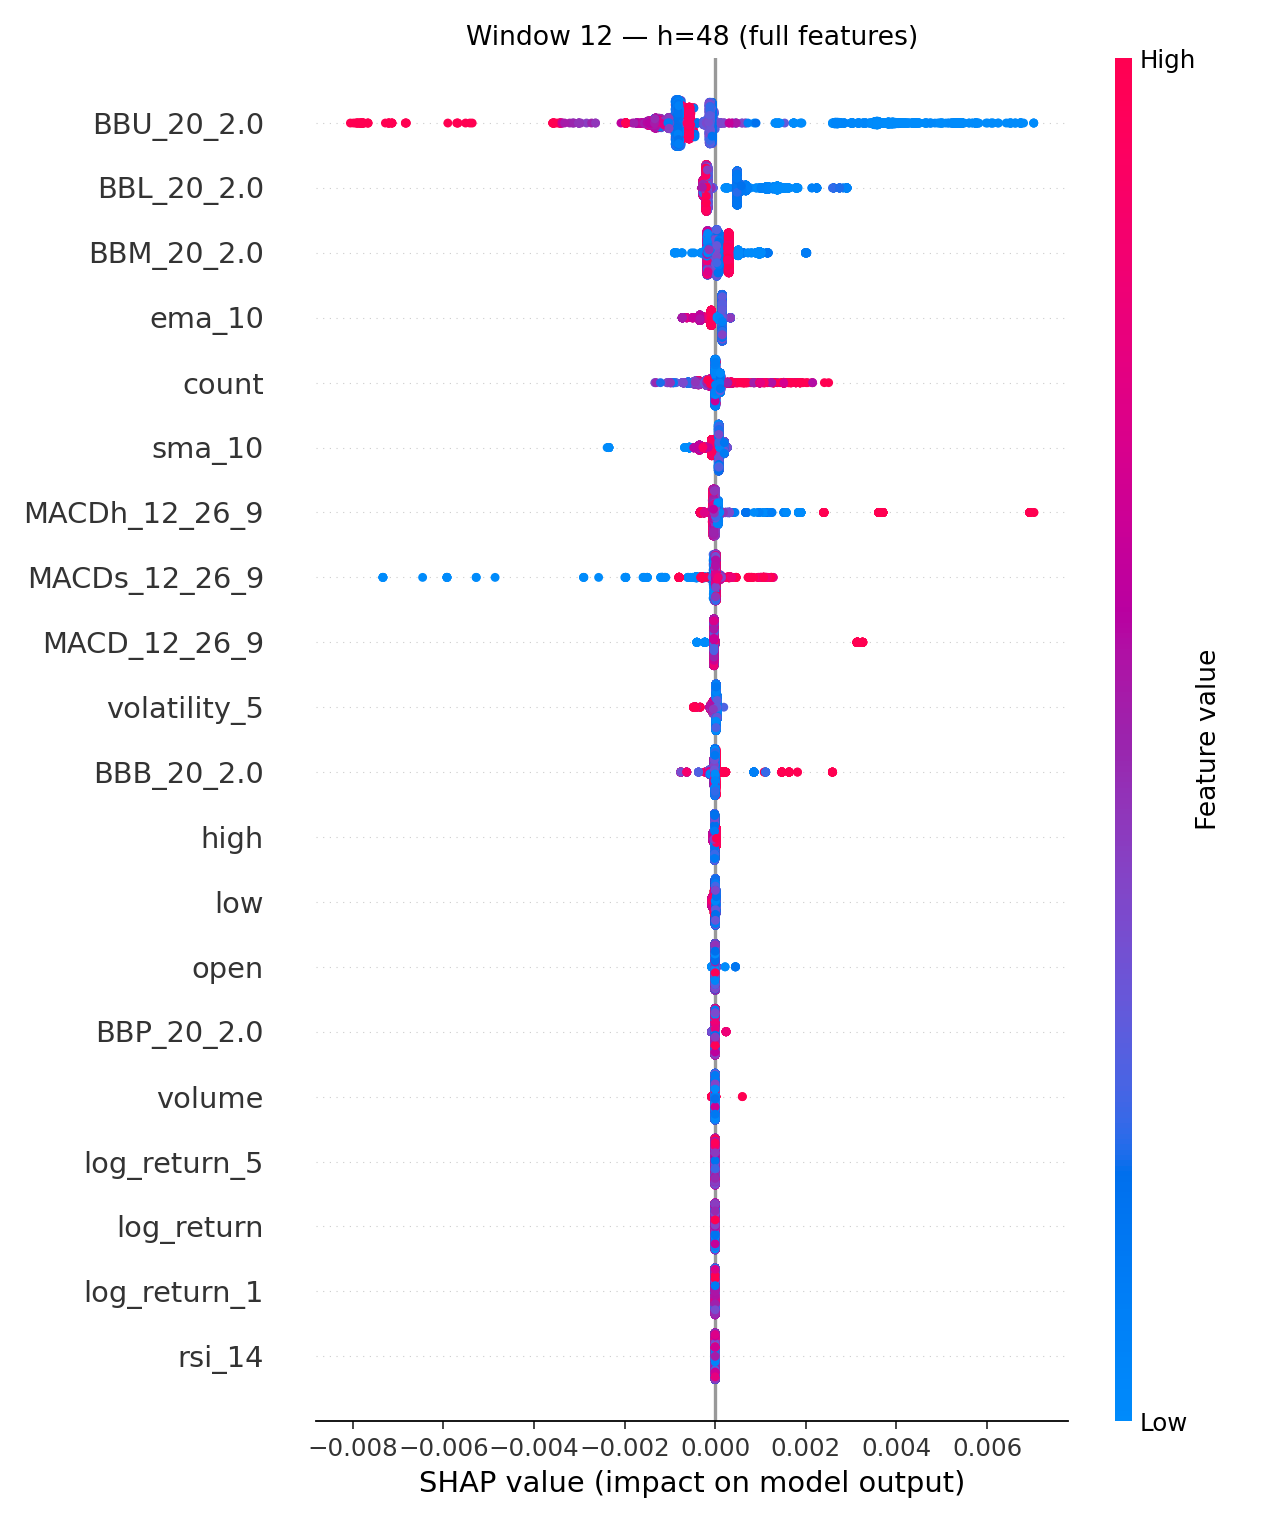 Window 12 — h=48 (full features)
High
BBU_20_2.0
BBL_20_2.0
BBM_20_2.0
ema_10
count
sma_10
MACDh_12_26_9
MACDs_12_26_9
MACD_12_26_9
volatility_5
BBB_20_2.0
high
low
open
BBP_20_2.0
volume
log_return_5
log_return
log_return_1
rsi_14
Feature value
Low
−0.008 −0.006 −0.004 −0.002 0.000 0.002 0.004 0.006
SHAP value (impact on model output)